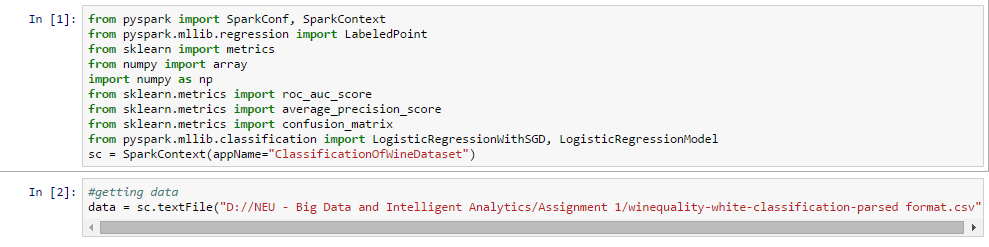 In [1]: from pyspark import SparkConf, SparkContext
from pyspark.mllib.regression import LabeledPoint
from sklearn import metrics
from numpy import array
import numpy as np
from sklearn.metrics import roc_auc_score
from sklearn.metrics import average_precision_score
from sklearn.metrics import confusion_matrix
from pyspark.mllib.classification import LogisticRegressionWithSGD, LogisticRegressionModel
sc = SparkContext(appName="ClassificationOfWineDataset")
In [2]: #getting data
data = sc.textFile("D://NEU - Big Data and Intelligent Analytics/Assignment 1/winequality-white-classification-parsed format.csv"